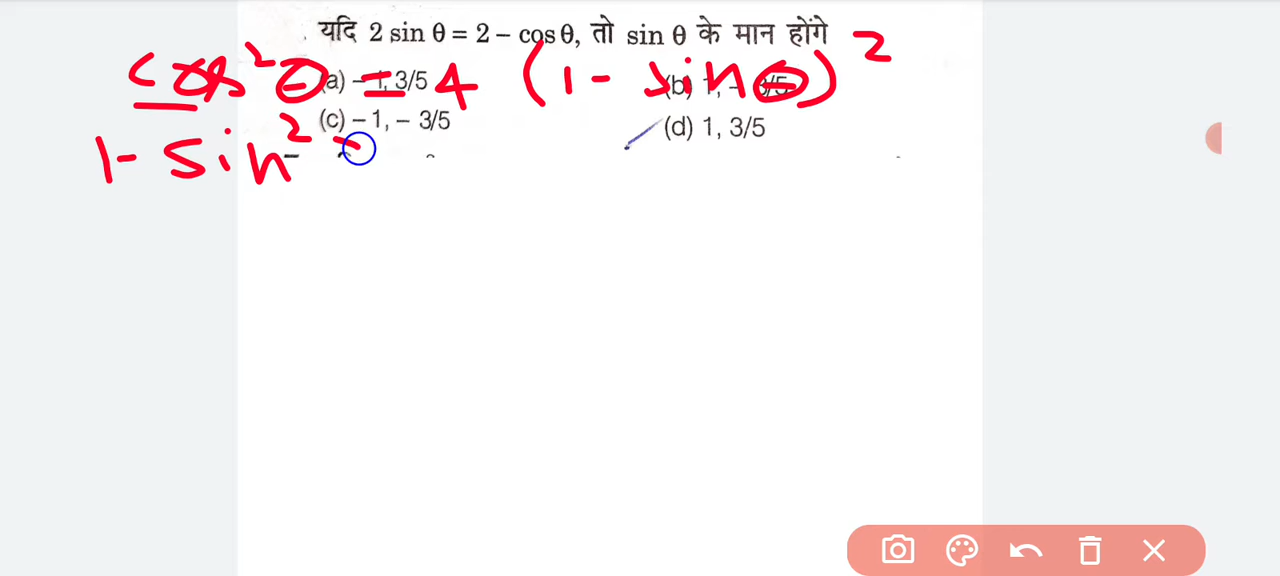 यदि 2 sin θ = 2 – cos θ, तो sin θ के मान होंगे
cos²θ = 4 (1 - sinθ)²
(a) – 1, 3/5
(b) 1, – 3/5
(c) – 1, – 3/5
(d) 1, 3/5
1 - sin² =